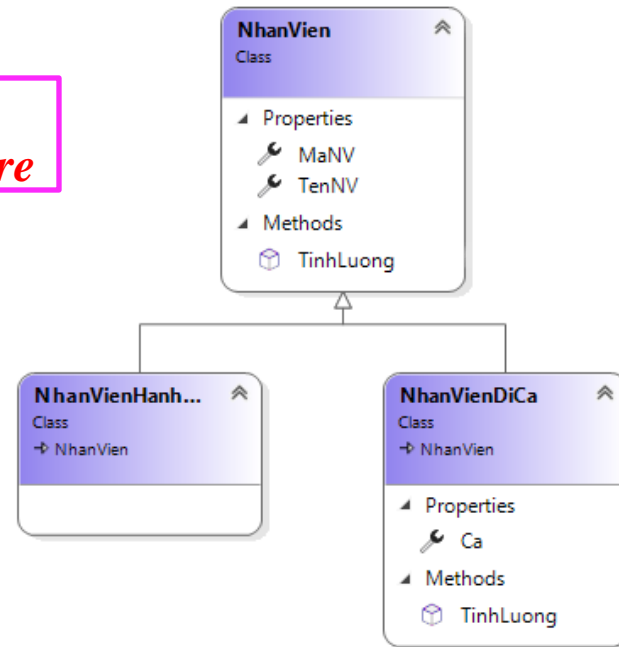 re
NhanVien
Class
Properties
MaNV
TenNV
Methods
TinhLuong
NhanVienHanh...
Class
NhanVien
NhanVienDiCa
Class
NhanVien
Properties
Ca
Methods
TinhLuong